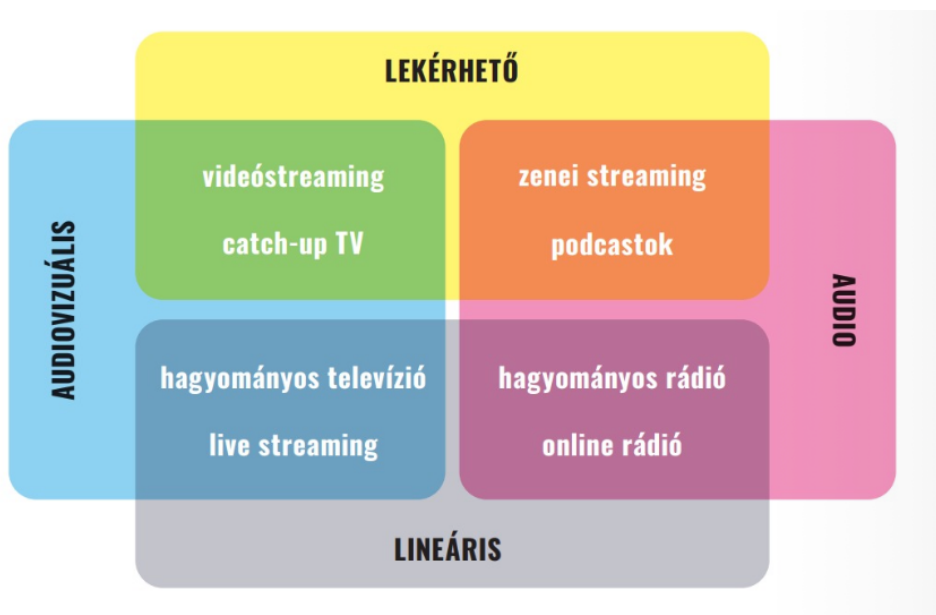 LEKÉRHETŐ
videóstreaming
catch-up TV
zenei streaming
podcastok
AUDIOVIZUÁLIS
AUDIO
hagyományos televízió
live streaming
hagyományos rádió
online rádió
LINEÁRIS